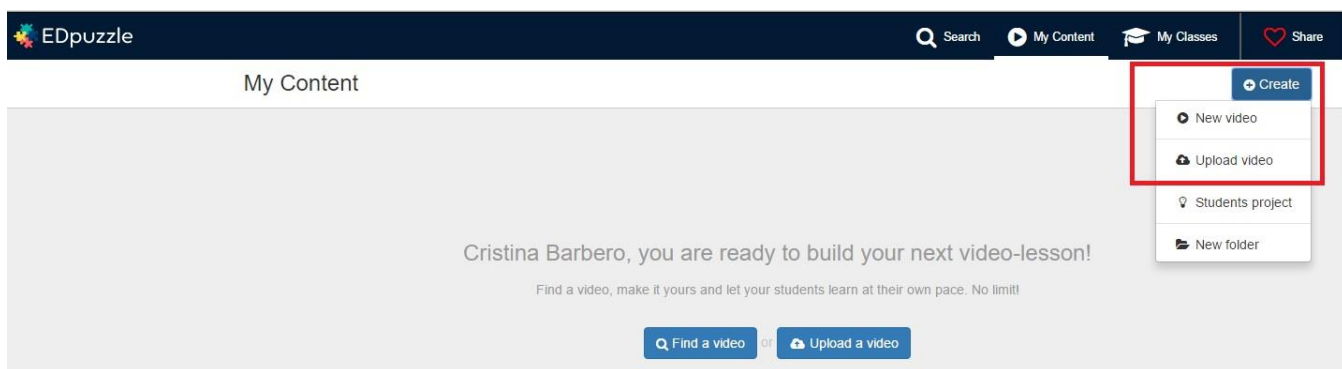 EDpuzzle
Search
My Content
My Classes
Share
My Content
Create
New video
Upload video
Students project
New folder
Cristina Barbero, you are ready to build your next video-lesson!
Find a video, make it yours and let your students learn at their own pace. No limit!
Find a video or Upload a video